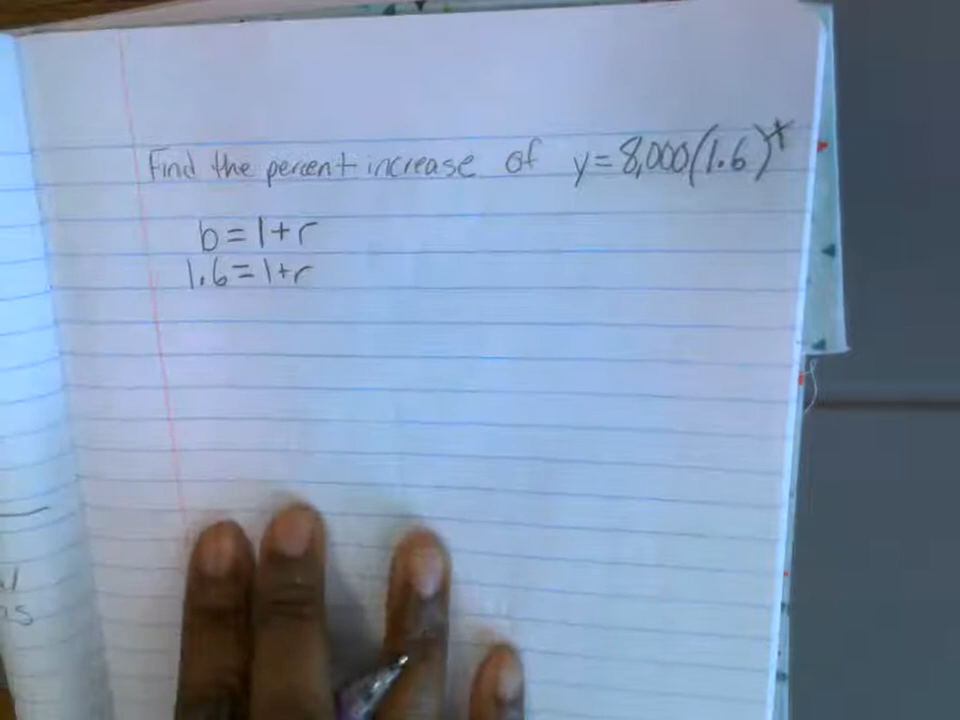 Find the percent increase of y=8,000(1.6)^t
b=1+r
1.6=1+r